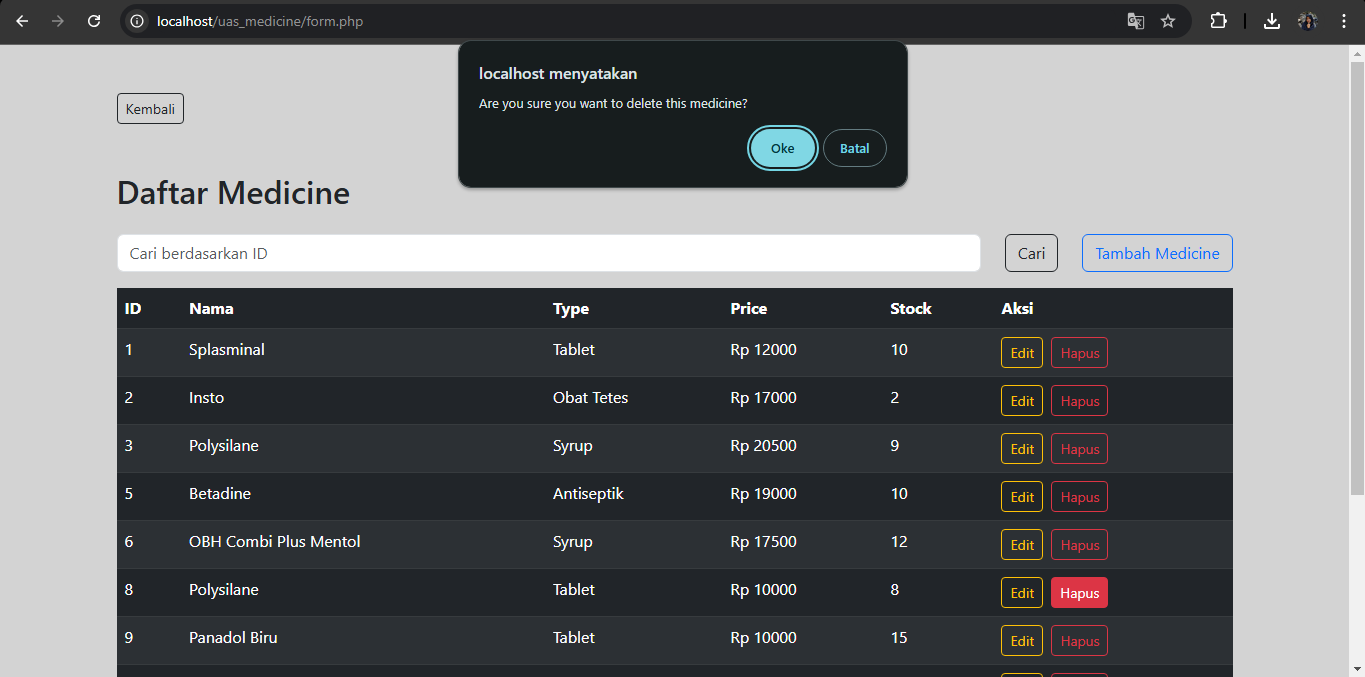 localhost/uas_medicine/form.php
localhost menyatakan
Are you sure you want to delete this medicine?
Oke Batal
Kembali
Daftar Medicine
Cari berdasarkan ID Cari Tambah Medicine
ID Nama Type Price Stock Aksi
1 Splasminal Tablet Rp 12000 10 Edit Hapus
2 Insto Obat Tetes Rp 17000 2 Edit Hapus
3 Polysilane Syrup Rp 20500 9 Edit Hapus
5 Betadine Antiseptik Rp 19000 10 Edit Hapus
6 OBH Combi Plus Mentol Syrup Rp 17500 12 Edit Hapus
8 Polysilane Tablet Rp 10000 8 Edit Hapus
9 Panadol Biru Tablet Rp 10000 15 Edit Hapus